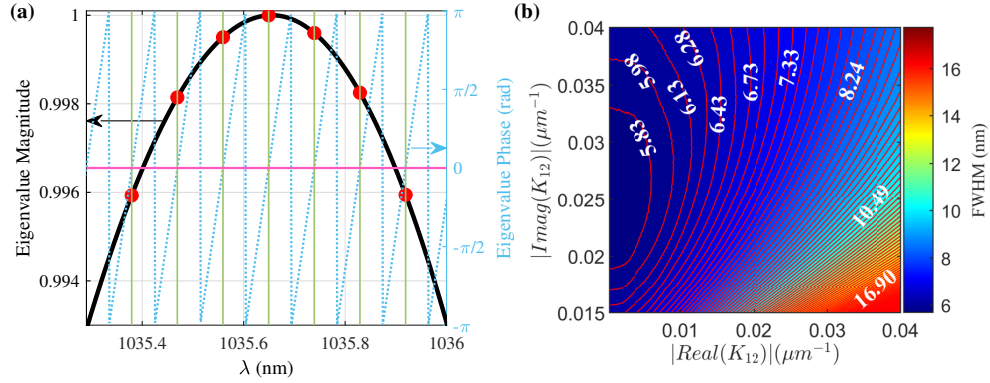 (a)
1
0.998
0.996
0.994
Eigenvalue Magnitude
1035.4
1035.6
1035.8
1036
λ (nm)
π
π/2
0
-π/2
-π
Eigenvalue Phase (rad)
(b)
0.04
0.035
0.03
0.025
0.02
0.015
|Imag(K₁₂)|(μm⁻¹)
5.83
5.98
6.13
6.28
6.43
6.73
7.33
8.24
10.49
16.90
0.01
0.02
0.03
0.04
|Real(K₁₂)|(μm⁻¹)
16
14
12
10
8
6
FWHM (nm)